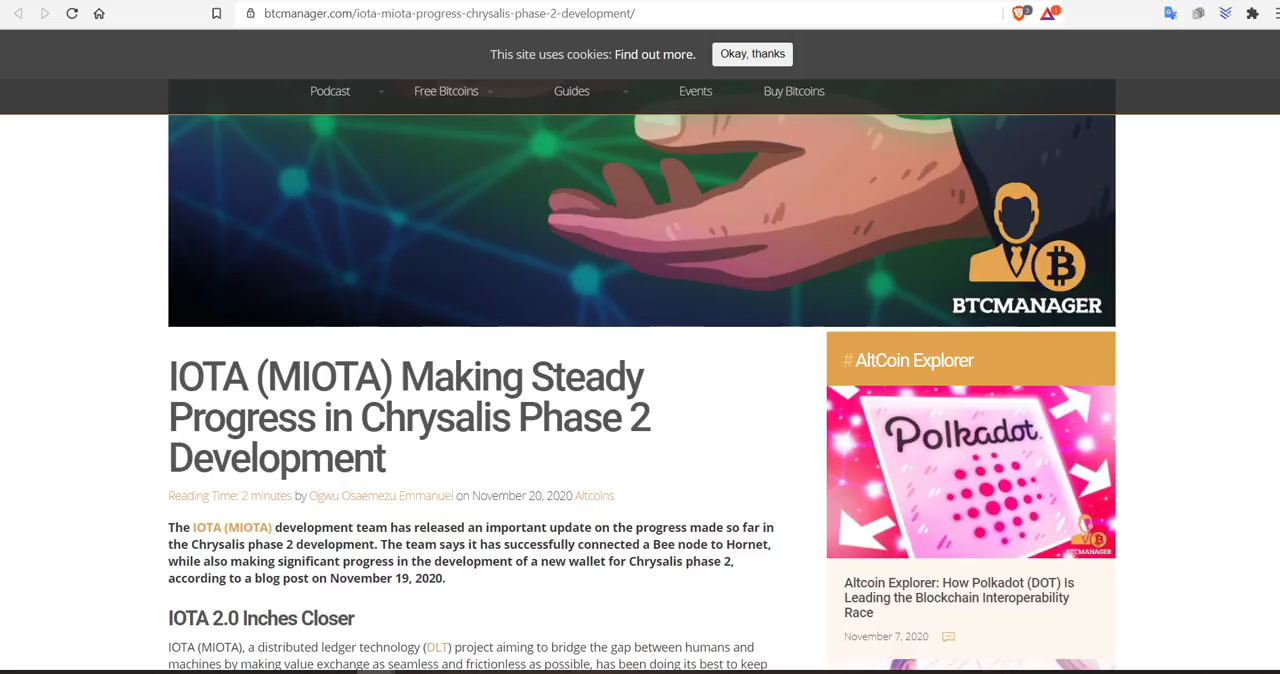 btcmanager.com/iota-miota-progress-chrysalis-phase-2-development/
3
1
This site uses cookies: Find out more.
Okay, thanks
Podcast
Free Bitcoins
Guides
Events
Buy Bitcoins
BTCMANAGER
IOTA (MIOTA) Making Steady
Progress in Chrysalis Phase 2
Development
Reading Time: 2 minutes by Ogwu Osaemezu Emmanuel on November 20, 2020 Altcoins
The IOTA (MIOTA) development team has released an important update on the progress made so far in
the Chrysalis phase 2 development. The team says it has successfully connected a Bee node to Hornet,
while also making significant progress in the development of a new wallet for Chrysalis phase 2,
according to a blog post on November 19, 2020.
IOTA 2.0 Inches Closer
IOTA (MIOTA), a distributed ledger technology (DLT) project aiming to bridge the gap between humans and
machines by making value exchange as seamless and frictionless as possible, has been doing its best to keep
# AltCoin Explorer
Polkadot.
BTCMANAGER
Altcoin Explorer: How Polkadot (DOT) Is
Leading the Blockchain Interoperability
Race
November 7, 2020